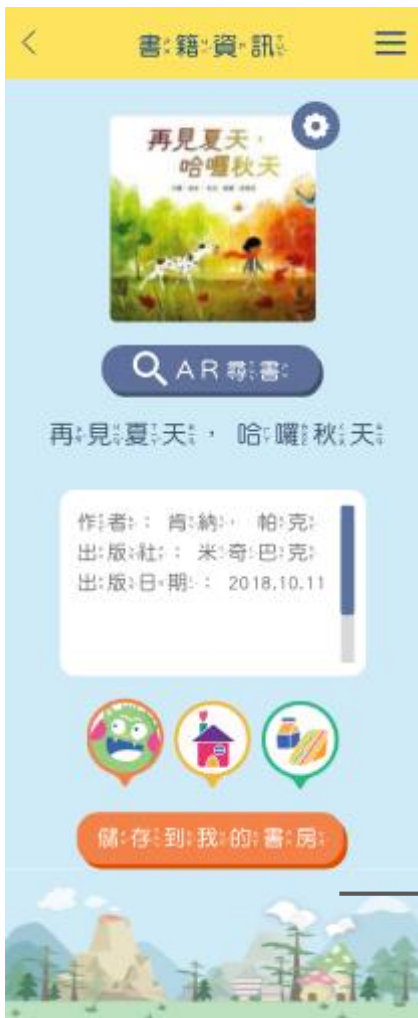 書籍資訊
再見夏天，
哈囉秋天
AR尋書
再見夏天， 哈囉秋天
作者： 肯納． 帕克
出版社： 米奇巴克
出版日期： 2018.10.11
儲存到我的書房